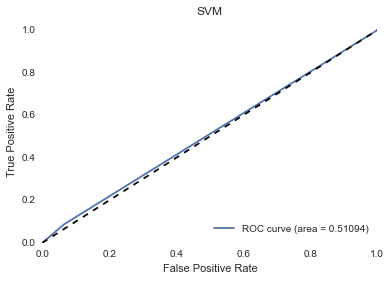 SVM
1.0
0.8
0.6
0.4
0.2
0.0
True Positive Rate
ROC curve (area = 0.51094)
0.0 0.2 0.4 0.6 0.8 1.0
False Positive Rate